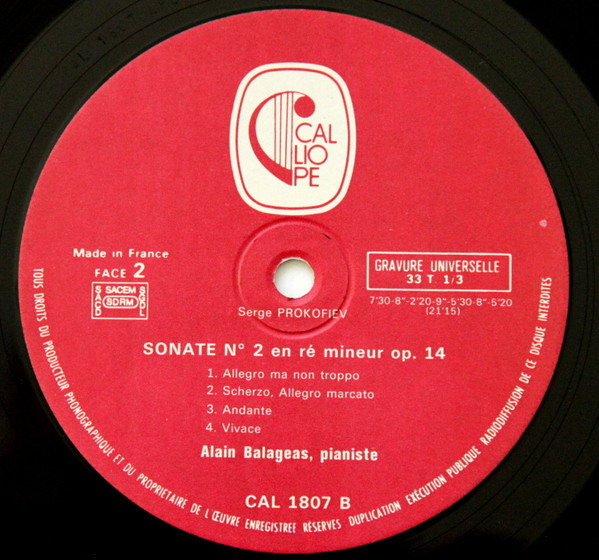 CAL
LIO
PE
Made in France
FACE 2
SACD SACEM SDRM SGDL
GRAVURE UNIVERSELLE
33 T 1/3
7'30-8"-2'20-9"-5'30-8"-5'20
(21'15)
Serge PROKOFIEV
SONATE N° 2 en ré mineur op. 14
1. Allegro ma non troppo
2. Scherzo, Allegro marcato
3. Andante
4. Vivace
Alain Balageas, pianiste
CAL 1807 B
TOUS DROITS DU PRODUCTEUR PHONOGRAPHIQUE ET DU PROPRIETAIRE DE L'ŒUVRE ENREGISTREE RÉSERVES DUPLICATION EXÉCUTION PUBLIQUE RADIODIFFUSION DE CE DISQUE INTERDITES